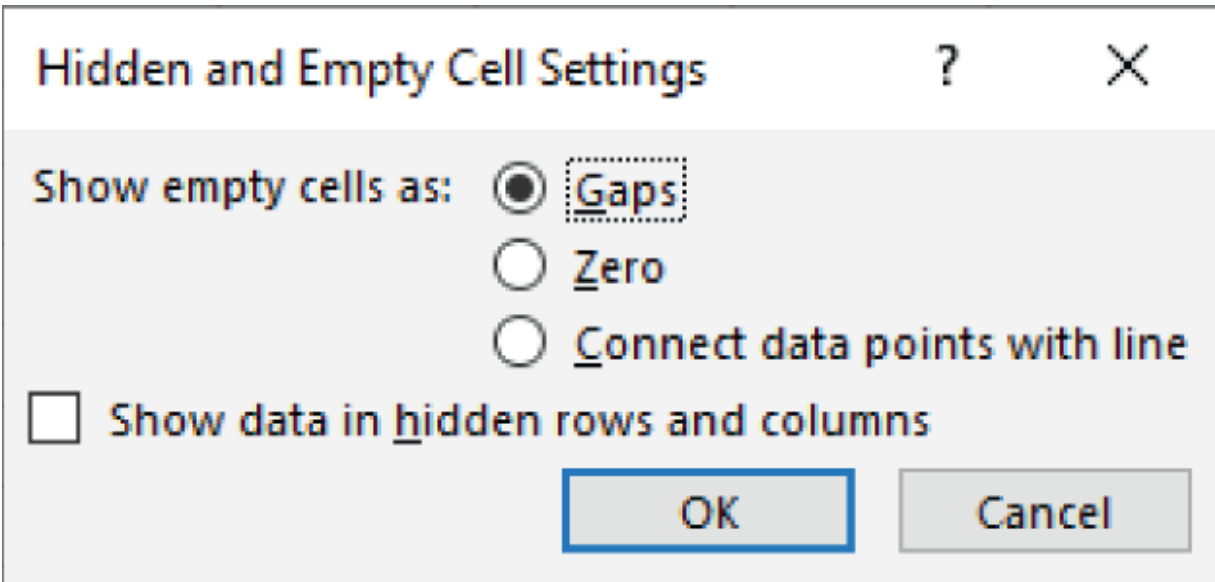 Hidden and Empty Cell Settings ?
Show empty cells as: Gaps
Zero
Connect data points with line
Show data in hidden rows and columns
OK Cancel